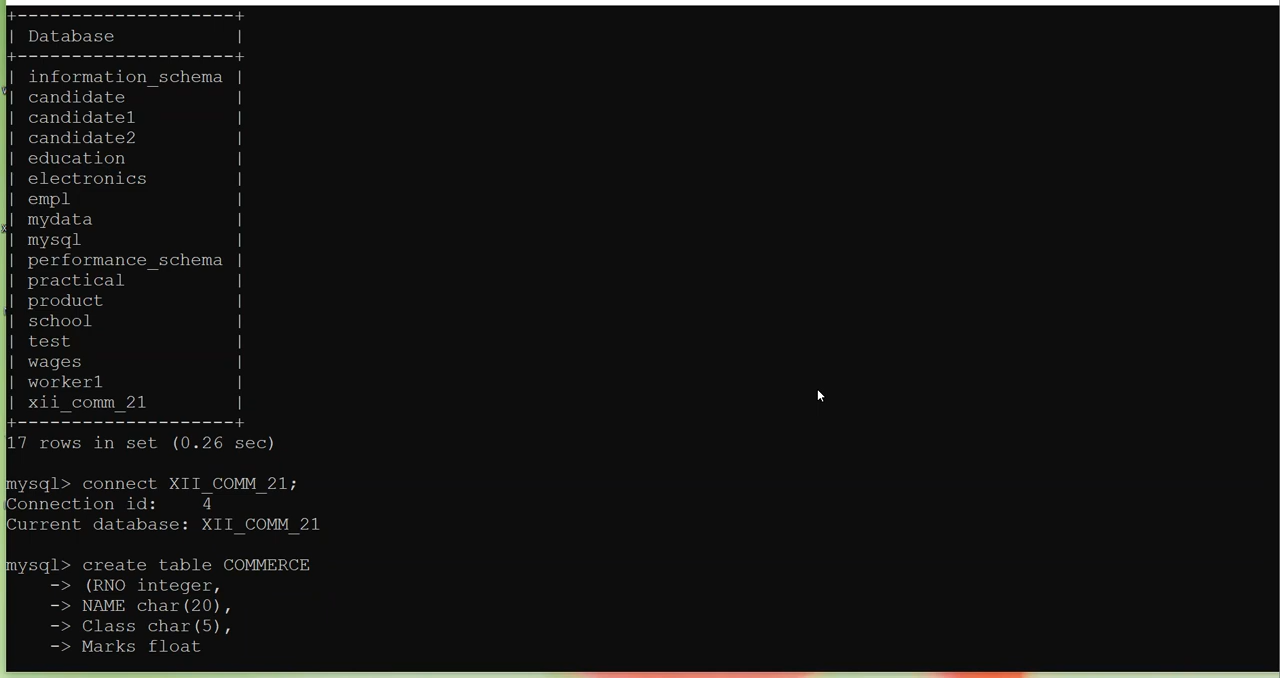 +--------------------+
| Database           |
+--------------------+
| information_schema |
| candidate          |
| candidate1         |
| candidate2         |
| education          |
| electronics        |
| empl               |
| mydata             |
| mysql              |
| performance_schema |
| practical          |
| product            |
| school             |
| test               |
| wages              |
| worker1            |
| xii_comm_21        |
+--------------------+
17 rows in set (0.26 sec)
mysql> connect XII_COMM_21;
Connection id:    4
Current database: XII_COMM_21
mysql> create table COMMERCE
    -> (RNO integer,
    -> NAME char(20),
    -> Class char(5),
    -> Marks float